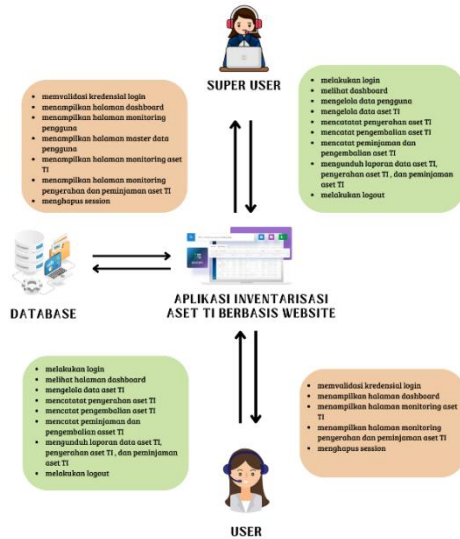 SUPER USER
memvalidasi kredensial login
menampilkan halaman dashboard
menampilkan halaman monitoring
pengguna
menampilkan halaman master data
pengguna
menampilkan halaman monitoring aset
TI
menampilkan halaman monitoring
penyerahan dan peminjaman aset TI
menghapus session
melakukan login
melihat dashboard
mengelola data pengguna
mengelola data aset TI
mencatatat pengerahan aset TI
mencatat pengembalian aset TI
mencatat peminjaman dan
pengembalian aset TI
mengunduh laporan data aset TI,
penyerahan aset TI , dan peminjaman
aset TI
melakukan logout
DATABASE
APLIKASI INVENTARISASI
ASET TI BERBASIS WEBSITE
melakukan login
melihat halaman dashboard
mengelola data aset TI
mencatatat penyerahan aset TI
mencatat pengembalian aset TI
mencatat peminjaman dan
pengembalian asset TI
mengunduh laporan data aset TI,
penyerahan aset TI , dan peminjaman
aset TI
melakukan logout
memvalidasi kredensial login
menampilkan halaman dashboard
menampilkan halaman monitoring aset
TI
menampilkan halaman monitoring
penyerahan dan peminjaman aset TI
menghapus session
USER